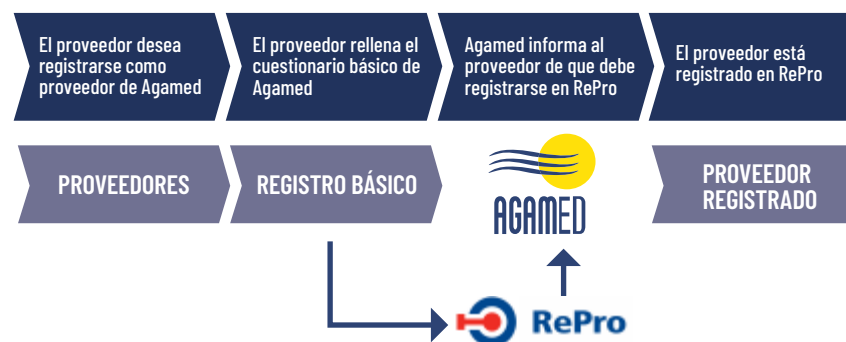 El proveedor desea
registrarse como
proveedor de Agamed
El proveedor rellena el
cuestionario básico de
Agamed
Agamed informa al
proveedor de que debe
registrarse en RePro
El proveedor está
registrado en RePro
PROVEEDORES
REGISTRO BÁSICO
AGAMED
PROVEEDOR
REGISTRADO
RePro